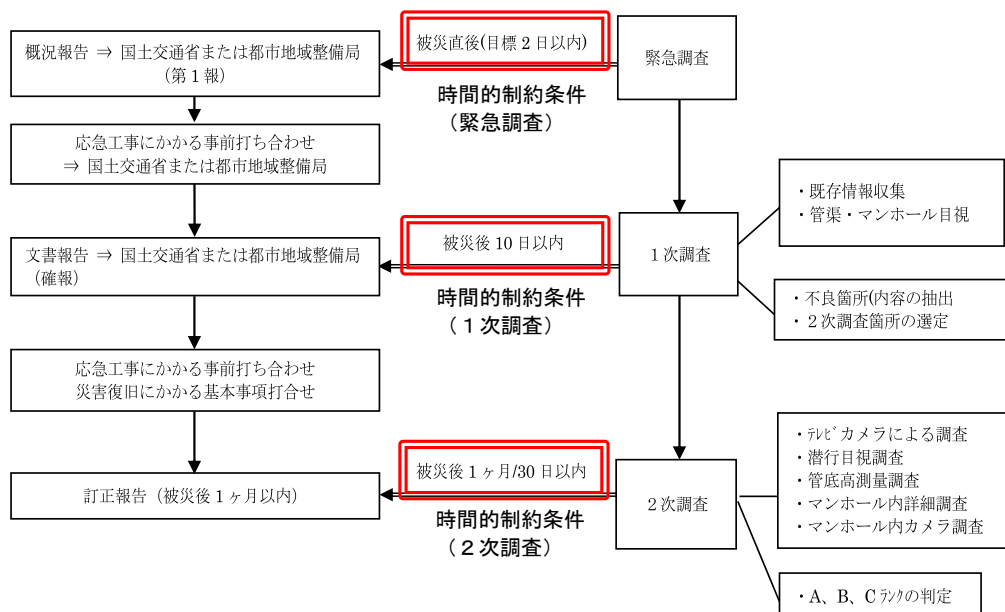 概況報告 ⇒ 国土交通省または都市地域整備局
(第１報)
被災直後(目標２日以内)
緊急調査
時間的制約条件
(緊急調査)
応急工事にかかる事前打ち合わせ
⇒ 国土交通省または都市地域整備局
・既存情報収集
・管渠・マンホール目視
文書報告 ⇒ 国土交通省または都市地域整備局
(確報)
被災後 10 日以内
１次調査
時間的制約条件
(１次調査)
・不良箇所(内容の抽出
・２次調査箇所の選定
応急工事にかかる事前打ち合わせ
災害復旧にかかる基本事項打合せ
訂正報告（被災後１ヶ月以内）
被災後１ヶ月/30 日以内
２次調査
時間的制約条件
(２次調査)
・ﾃﾚﾋﾞカメラによる調査
・潜行目視調査
・管底高測量調査
・マンホール内詳細調査
・マンホール内カメラ調査
・A、B、C ﾗﾝｸの判定